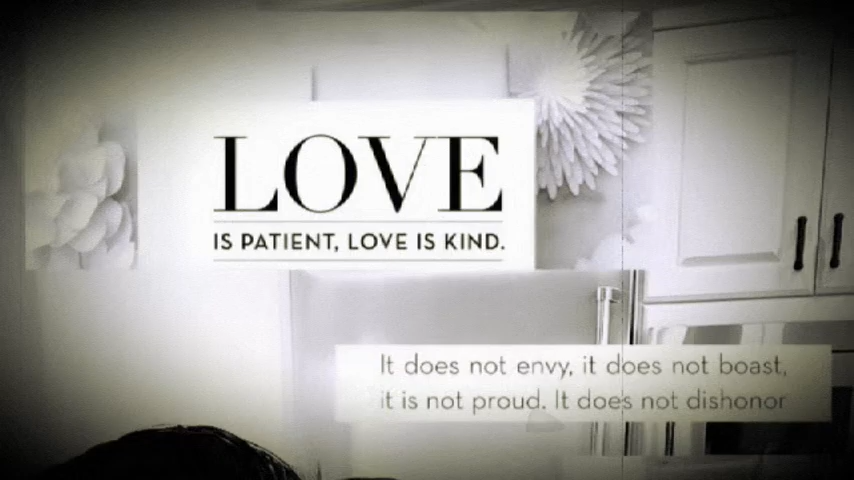 LOVE
IS PATIENT, LOVE IS KIND.
It does not envy, it does not boast,
it is not proud. It does not dishonor